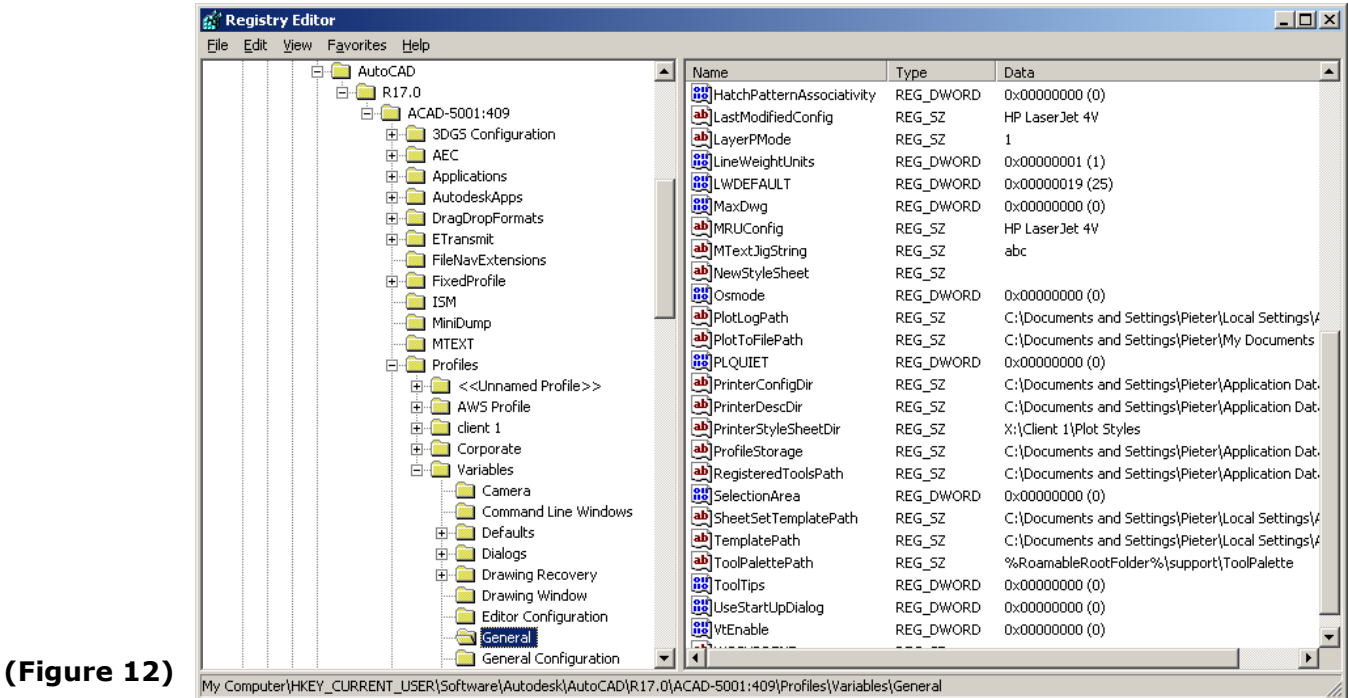 Registry Editor
File Edit View Favorites Help
AutoCAD
R17.0
ACAD-5001:409
3DGS Configuration
AEC
Applications
AutodeskApps
DragDropFormats
ETransmit
FileNavExtensions
FixedProfile
ISM
MiniDump
MTEXT
Profiles
<<Unnamed Profile>>
AWS Profile
client 1
Corporate
Variables
Camera
Command Line Windows
Defaults
Dialogs
Drawing Recovery
Drawing Window
Editor Configuration
General
General Configuration
Name Type Data
HatchPatternAssociativity REG_DWORD 0x00000000 (0)
LastModifiedConfig REG_SZ HP LaserJet 4V
LayerPMode REG_SZ 1
LineWeightUnits REG_DWORD 0x00000001 (1)
LWDEFAULT REG_DWORD 0x00000019 (25)
MaxDwg REG_DWORD 0x00000000 (0)
MRUConfig REG_SZ HP LaserJet 4V
MTextJigString REG_SZ abc
NewStyleSheet REG_SZ
Osmode REG_DWORD 0x00000000 (0)
PlotLogPath REG_SZ C:\Documents and Settings\Pieter\Local Settings\A
PlotToFilePath REG_SZ C:\Documents and Settings\Pieter\My Documents
PLQUIET REG_DWORD 0x00000000 (0)
PrinterConfigDir REG_SZ C:\Documents and Settings\Pieter\Application Dat
PrinterDescDir REG_SZ C:\Documents and Settings\Pieter\Application Dat
PrinterStyleSheetDir REG_SZ X:\Client 1\Plot Styles
ProfileStorage REG_SZ C:\Documents and Settings\Pieter\Application Dat
RegisteredToolsPath REG_SZ C:\Documents and Settings\Pieter\Application Dat
SelectionArea REG_DWORD 0x00000000 (0)
SheetSetTemplatePath REG_SZ C:\Documents and Settings\Pieter\Local Settings\A
TemplatePath REG_SZ C:\Documents and Settings\Pieter\Local Settings\A
ToolPalettePath REG_SZ %RoamableRootFolder%\support\ToolPalette
ToolTips REG_DWORD 0x00000000 (0)
UseStartUpDialog REG_DWORD 0x00000000 (0)
VtEnable REG_DWORD 0x00000000 (0)
(Figure 12)
My Computer\HKEY_CURRENT_USER\Software\Autodesk\AutoCAD\R17.0\ACAD-5001:409\Profiles\Variables\General